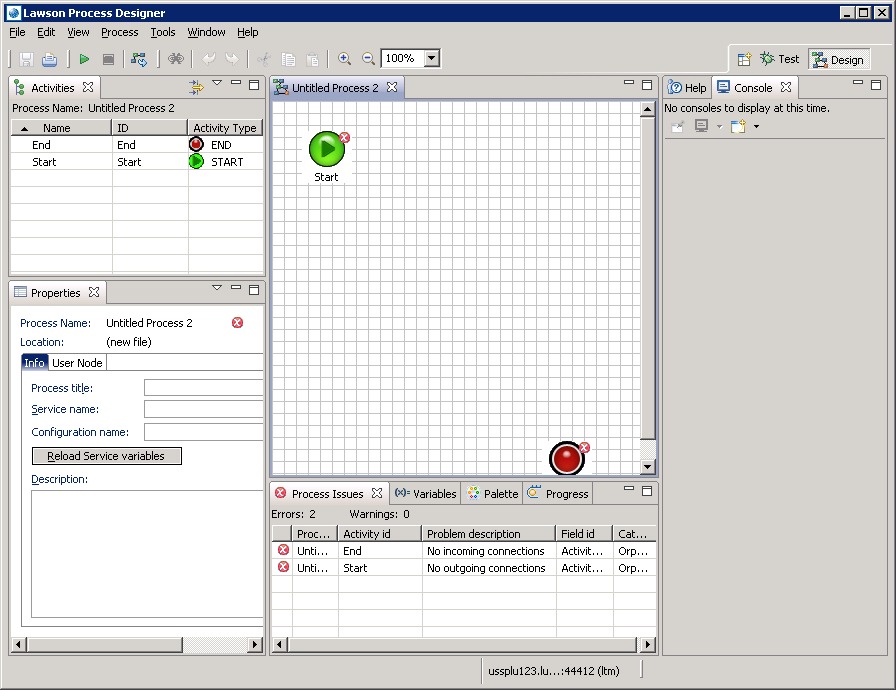 Lawson Process Designer
File Edit View Process Tools Window Help
100% Test Design
Activities
Process Name: Untitled Process 2
Name ID Activity Type
End End END
Start Start START
Properties
Process Name: Untitled Process 2
Location: (new file)
Info User Node
Process title:
Service name:
Configuration name:
Reload Service variables
Description:
Untitled Process 2
Start
Process Issues Variables Palette Progress
Errors: 2 Warnings: 0
Proc... Activity id Problem description Field id Cat...
Unti... End No incoming connections Activit... Orp...
Unti... Start No outgoing connections Activit... Orp...
Help Console
No consoles to display at this time.
ussplu123.lu...:44412 (ltm)